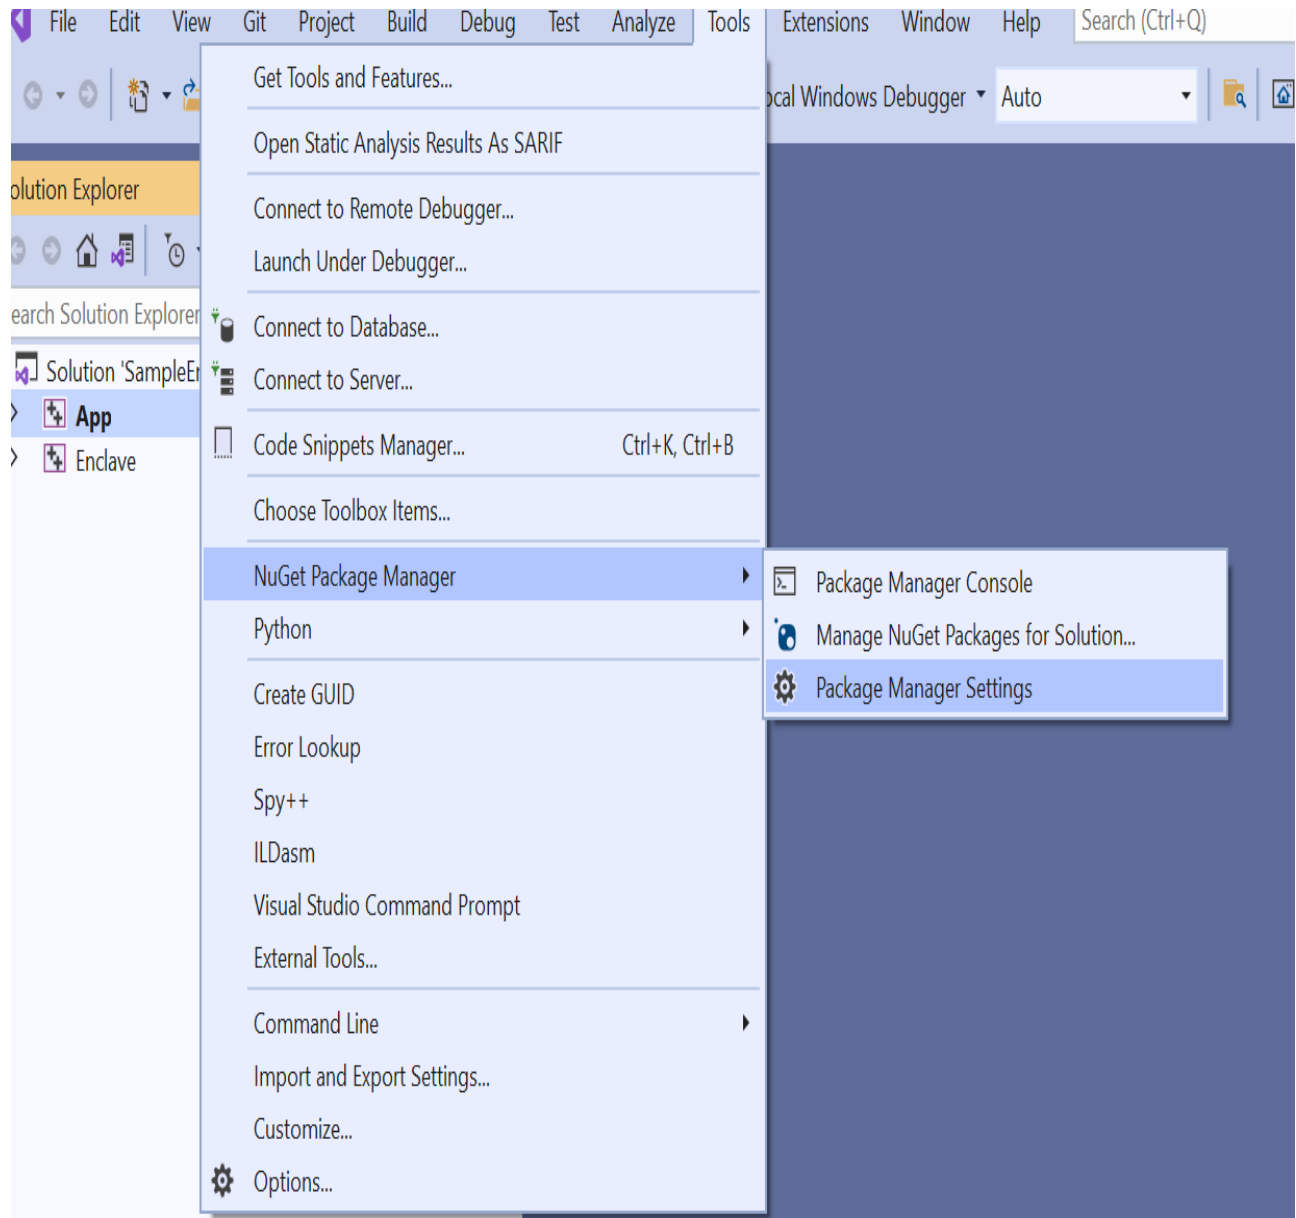 File Edit View Git Project Build Debug Test Analyze Tools Extensions Window Help Search (Ctrl+Q)
Get Tools and Features...
ocal Windows Debugger Auto
Open Static Analysis Results As SARIF
olution Explorer
Connect to Remote Debugger...
Launch Under Debugger...
earch Solution Explorer
Connect to Database...
Solution 'SampleEn
Connect to Server...
App
Code Snippets Manager... Ctrl+K, Ctrl+B
Enclave
Choose Toolbox Items...
NuGet Package Manager
Package Manager Console
Python
Manage NuGet Packages for Solution...
Package Manager Settings
Create GUID
Error Lookup
Spy++
ILDasm
Visual Studio Command Prompt
External Tools...
Command Line
Import and Export Settings...
Customize...
Options...